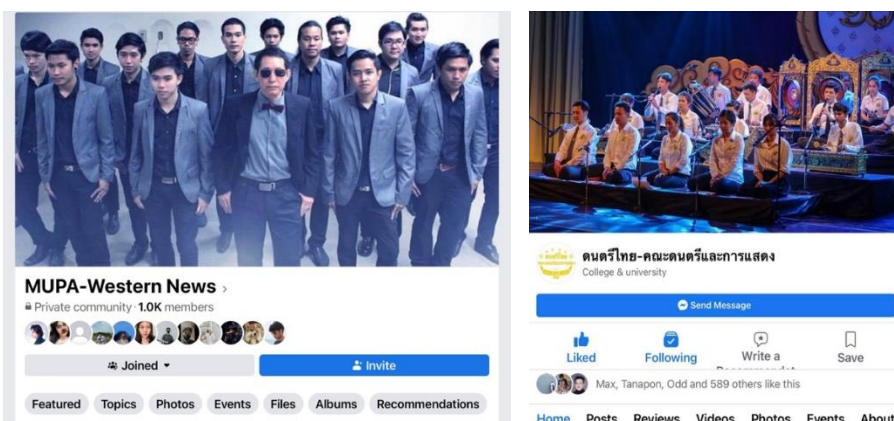 MUPA-Western News
Private community · 1.0K members
Joined
Invite
Featured Topics Photos Events Files Albums Recommendations
ดนตรีไทย-คณะดนตรีและการแสดง
College & university
Send Message
Liked Following Write a Save
Max, Tanapon, Odd and 589 others like this
Home Posts Reviews Videos Photos Events About